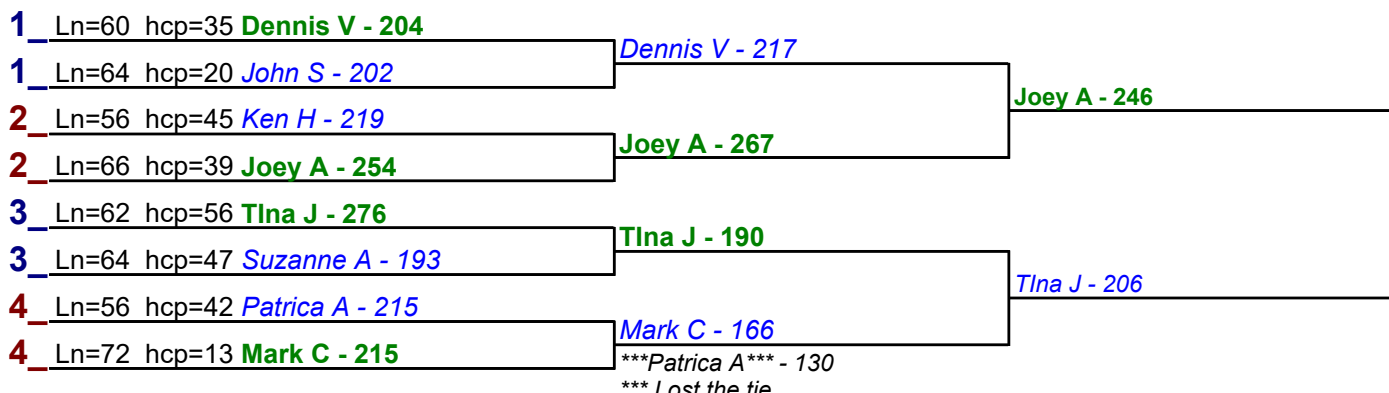 1_ Ln=60 hcp=35 Dennis V - 204
Dennis V - 217
1_ Ln=64 hcp=20 John S - 202
Joey A - 246
2_ Ln=56 hcp=45 Ken H - 219
Joey A - 267
2_ Ln=66 hcp=39 Joey A - 254
3_ Ln=62 hcp=56 TIna J - 276
TIna J - 190
3_ Ln=64 hcp=47 Suzanne A - 193
TIna J - 206
4_ Ln=56 hcp=42 Patrica A - 215
Mark C - 166
4_ Ln=72 hcp=13 Mark C - 215
***Patrica A*** - 130
*** Lost the tie